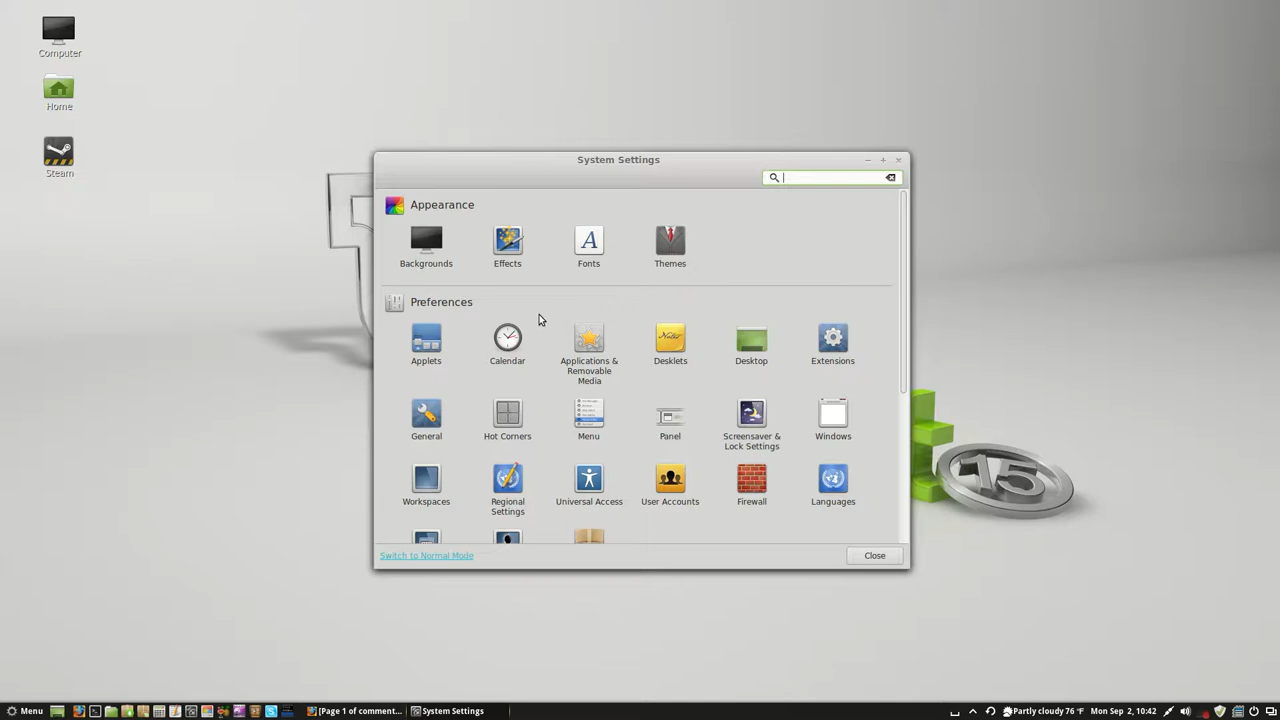 Computer
Home
Steam
System Settings
Appearance
Backgrounds
Effects
Fonts
Themes
Preferences
Applets
Calendar
Applications &
Removable
Media
Desklets
Desktop
Extensions
General
Hot Corners
Menu
Panel
Screensaver &
Lock Settings
Windows
Workspaces
Regional
Settings
Universal Access
User Accounts
Firewall
Languages
Switch to Normal Mode
Close
15
Menu
[Page 1 of comment...
System Settings
Partly cloudy 76 °F
Mon Sep 2, 10:42